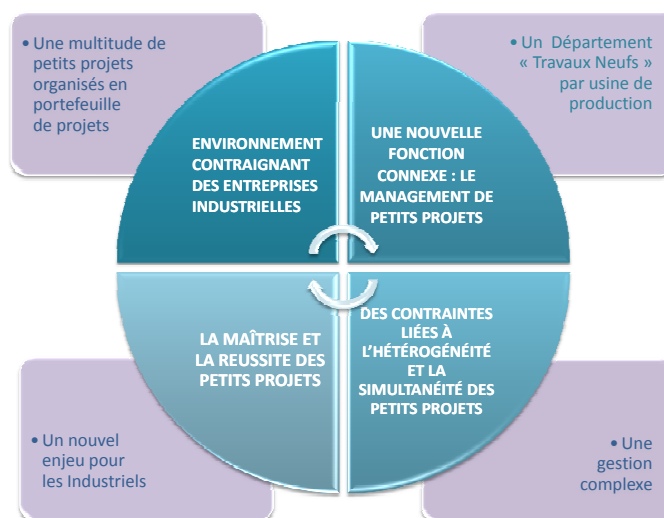 • Une multitude de
petits projets
organisés en
portefeuille
de projets
• Un Département
« Travaux Neufs »
par usine de
production
ENVIRONNEMENT
CONTRAIGNANT
DES ENTREPRISES
INDUSTRIELLES
UNE NOUVELLE
FONCTION
CONNEXE : LE
MANAGEMENT DE
PETITS PROJETS
LA MAÎTRISE ET
LA REUSSITE DES
PETITS PROJETS
DES CONTRAINTES
LIÉES À
L’HÉTÉROGÉNÉITÉ
ET LA
SIMULTANÉITÉ DES
PETITS PROJETS
• Un nouvel
enjeu pour
les Industriels
• Une
gestion
complexe